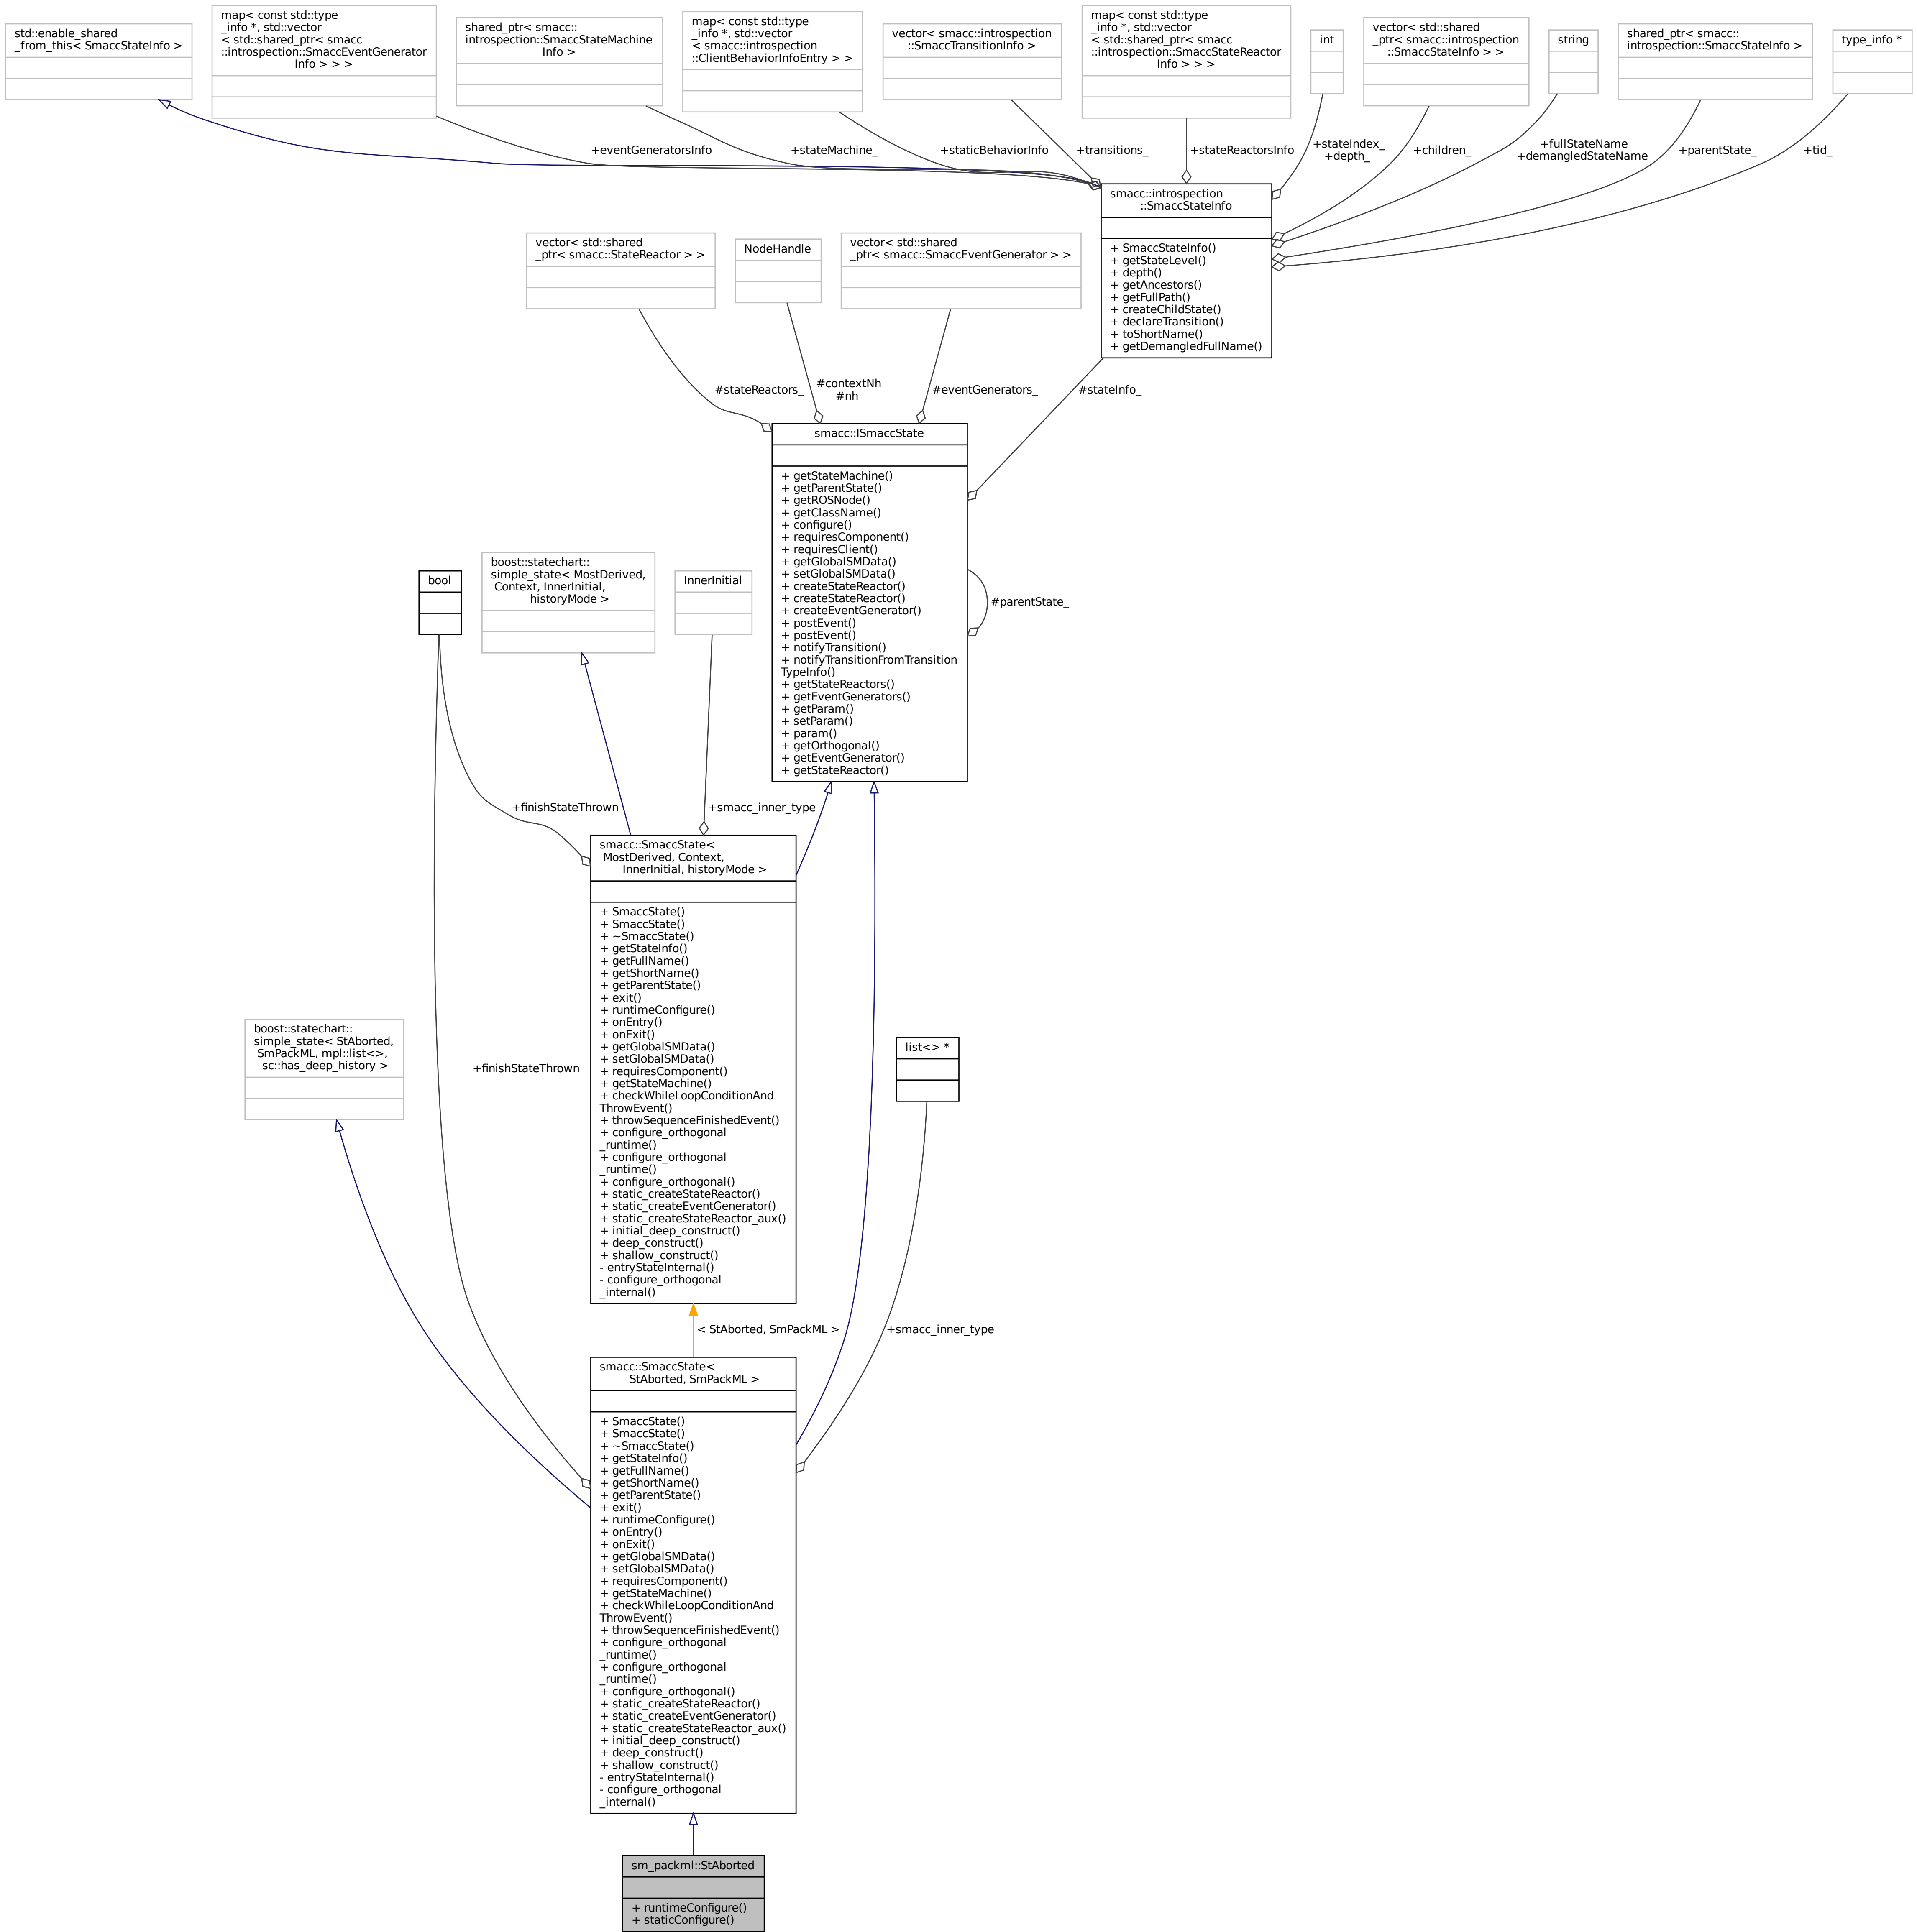 std::enable_shared
_from_this< SmaccStateInfo >
map< const std::type
_info *, std::vector
< std::shared_ptr< smacc
::introspection::SmaccEventGenerator
Info > > >
shared_ptr< smacc::
introspection::SmaccStateMachine
Info >
map< const std::type
_info *, std::vector
< smacc::introspection
::ClientBehaviorInfoEntry > >
vector< smacc::introspection
::SmaccTransitionInfo >
map< const std::type
_info *, std::vector
< std::shared_ptr< smacc
::introspection::SmaccStateReactor
Info > > >
int
vector< std::shared
_ptr< smacc::introspection
::SmaccStateInfo > >
string
shared_ptr< smacc::
introspection::SmaccStateInfo >
type_info *
+eventGeneratorsInfo
+stateMachine_
+staticBehaviorInfo
+transitions_
+stateReactorsInfo
+stateIndex_
+depth_
+children_
+fullStateName
+demangledStateName
+parentState_
+tid_
smacc::introspection
::SmaccStateInfo
+ SmaccStateInfo()
+ getStateLevel()
+ depth()
+ getAncestors()
+ getFullPath()
+ createChildState()
+ declareTransition()
+ toShortName()
+ getDemangledFullName()
vector< std::shared
_ptr< smacc::StateReactor > >
NodeHandle
vector< std::shared
_ptr< smacc::SmaccEventGenerator > >
#stateReactors_
#contextNh
#nh
#eventGenerators_
#stateInfo_
smacc::ISmaccState
+ getStateMachine()
+ getParentState()
+ getROSNode()
+ getClassName()
+ configure()
+ requiresComponent()
+ requiresClient()
+ getGlobalSMData()
+ setGlobalSMData()
+ createStateReactor()
+ createStateReactor()
+ createEventGenerator()
+ postEvent()
+ postEvent()
+ notifyTransition()
+ notifyTransitionFromTransition
TypeInfo()
+ getStateReactors()
+ getEventGenerators()
+ getParam()
+ setParam()
+ param()
+ getOrthogonal()
+ getEventGenerator()
+ getStateReactor()
#parentState_
bool
boost::statechart::
simple_state< MostDerived,
Context, InnerInitial,
historyMode >
InnerInitial
+finishStateThrown
+smacc_inner_type
smacc::SmaccState<
MostDerived, Context,
InnerInitial, historyMode >
+ SmaccState()
+ SmaccState()
+ ~SmaccState()
+ getStateInfo()
+ getFullName()
+ getShortName()
+ getParentState()
+ exit()
+ runtimeConfigure()
+ onEntry()
+ onExit()
+ getGlobalSMData()
+ setGlobalSMData()
+ requiresComponent()
+ getStateMachine()
+ checkWhileLoopConditionAnd
ThrowEvent()
+ throwSequenceFinishedEvent()
+ configure_orthogonal
_runtime()
+ configure_orthogonal
_runtime()
+ configure_orthogonal()
+ static_createStateReactor()
+ static_createEventGenerator()
+ static_createStateReactor_aux()
+ initial_deep_construct()
+ deep_construct()
+ shallow_construct()
- entryStateInternal()
- configure_orthogonal
_internal()
boost::statechart::
simple_state< StAborted,
SmPackML, mpl::list<>,
sc::has_deep_history >
+finishStateThrown
list<> *
< StAborted, SmPackML >
+smacc_inner_type
smacc::SmaccState<
StAborted, SmPackML >
+ SmaccState()
+ SmaccState()
+ ~SmaccState()
+ getStateInfo()
+ getFullName()
+ getShortName()
+ getParentState()
+ exit()
+ runtimeConfigure()
+ onEntry()
+ onExit()
+ getGlobalSMData()
+ setGlobalSMData()
+ requiresComponent()
+ getStateMachine()
+ checkWhileLoopConditionAnd
ThrowEvent()
+ throwSequenceFinishedEvent()
+ configure_orthogonal
_runtime()
+ configure_orthogonal
_runtime()
+ configure_orthogonal()
+ static_createStateReactor()
+ static_createEventGenerator()
+ static_createStateReactor_aux()
+ initial_deep_construct()
+ deep_construct()
+ shallow_construct()
- entryStateInternal()
- configure_orthogonal
_internal()
sm_packml::StAborted
+ runtimeConfigure()
+ staticConfigure()